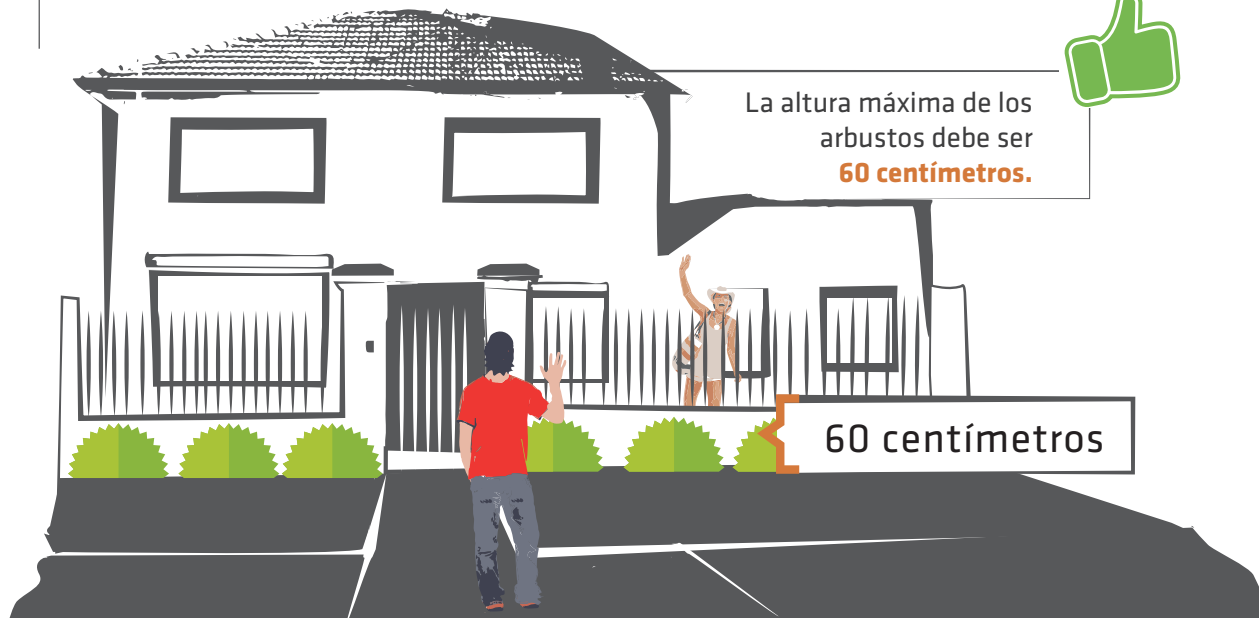 La altura máxima de los
arbustos debe ser
60 centímetros.
60 centímetros